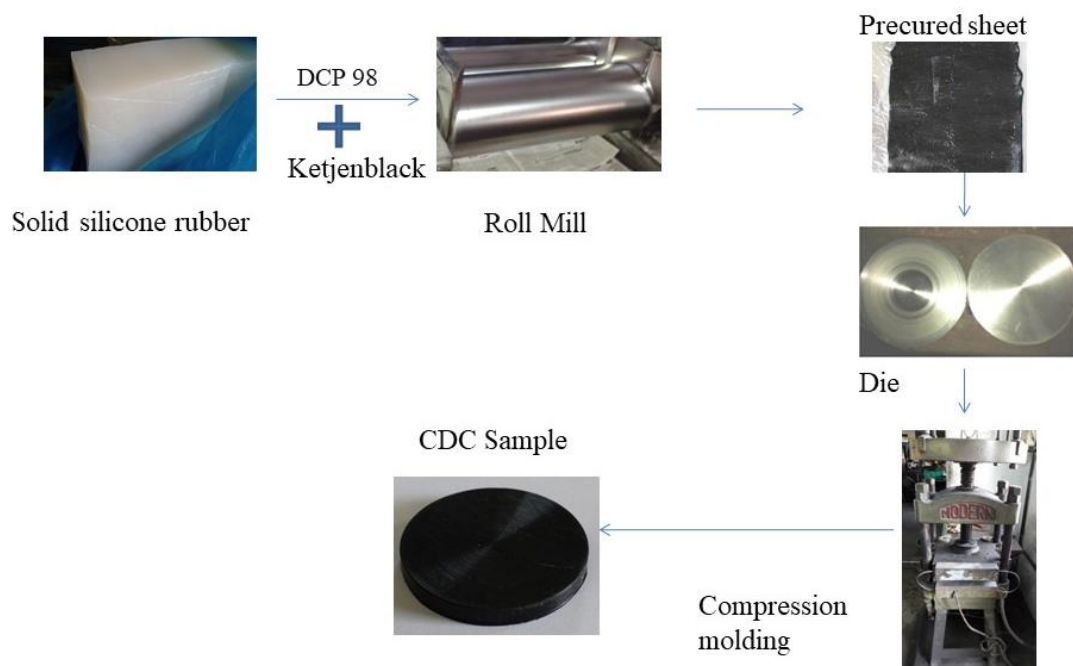 Precured sheet
DCP 98
Ketjenblack
Solid silicone rubber
Roll Mill
Die
CDC Sample
MODERN
Compression
molding